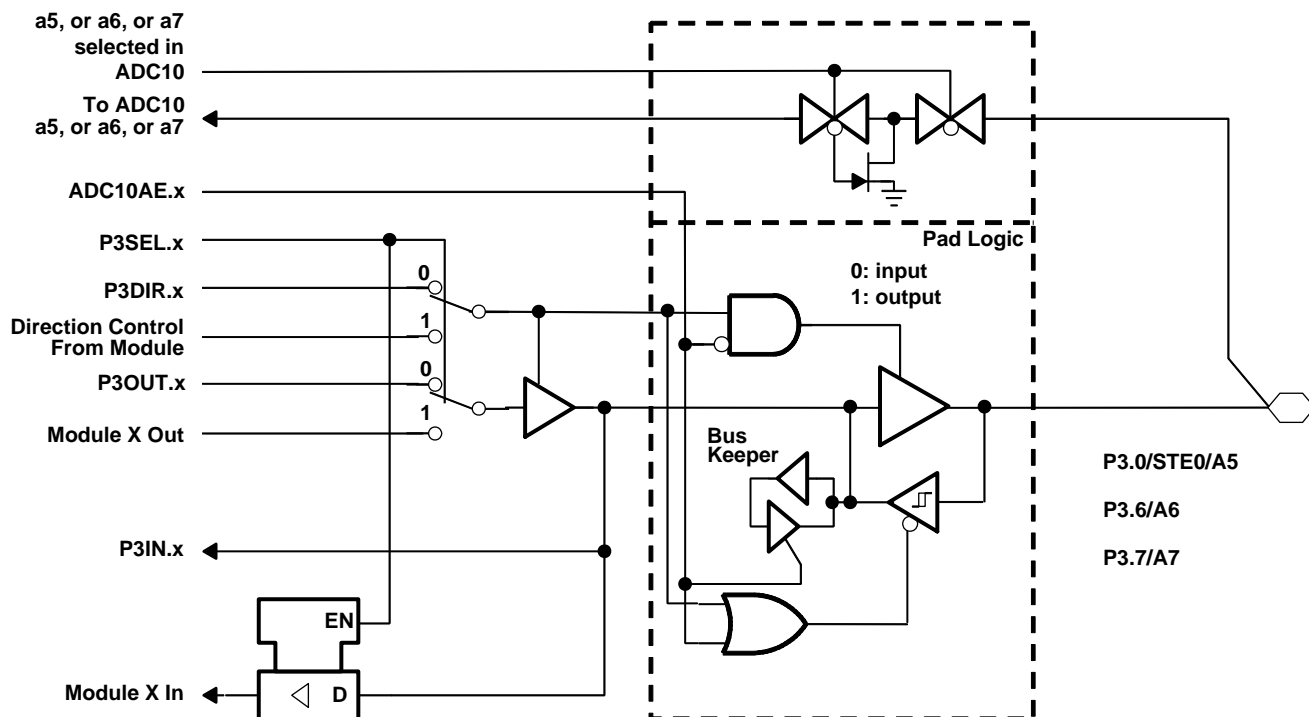 a5, or a6, or a7
selected in
ADC10
To ADC10
a5, or a6, or a7
ADC10AE.x
P3SEL.x
Pad Logic
0: input
1: output
0
P3DIR.x
1
Direction Control
From Module
0
P3OUT.x
1
Module X Out
Bus
Keeper
P3.0/STE0/A5
P3.6/A6
P3IN.x
P3.7/A7
EN
Module X In
D